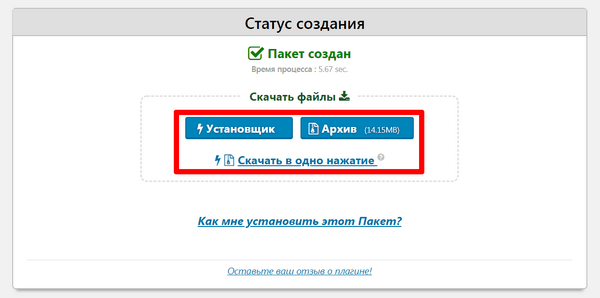 Статус создания
Пакет создан
Время процесса : 5.67 sec.
Скачать файлы
Установщик Архив (14.15MB)
Скачать в одно нажатие ?
Как мне установить этот Пакет?
Оставьте ваш отзыв о плагине!